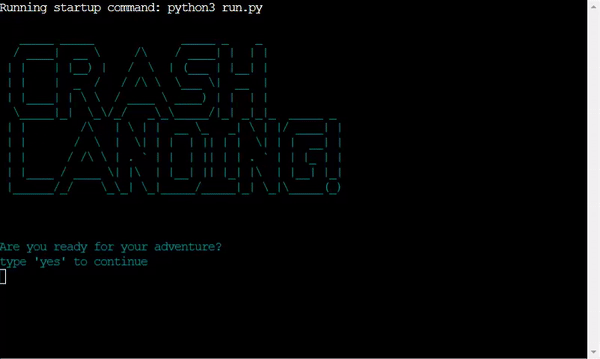 Running startup command: python3 run.py
CRASH
LANDING!
Are you ready for your adventure?
type 'yes' to continue